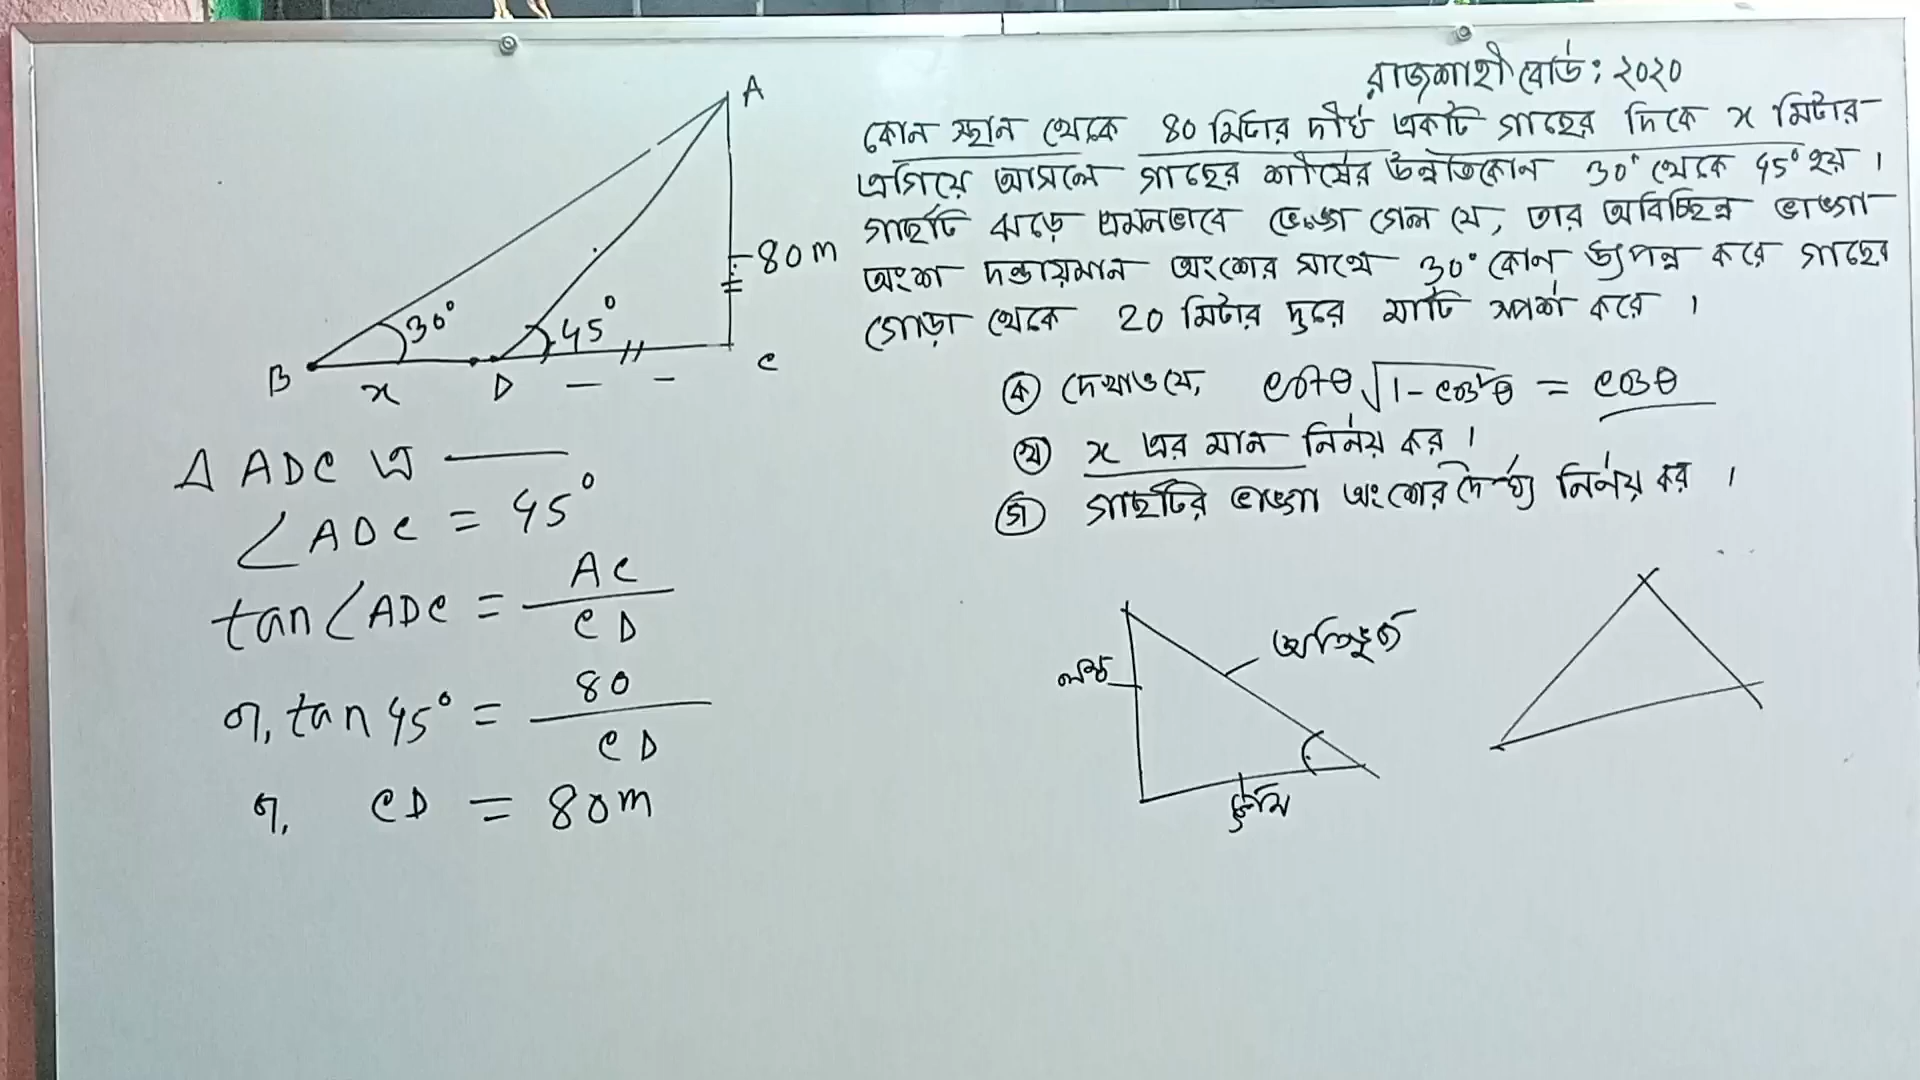 রাজশাহী বোর্ড: ২০২০
কোন স্থান থেকে 80 মিটার দীর্ঘ একটি গাছের দিকে x মিটার
এগিয়ে আসলে গাছের শীর্ষের উন্নতিকোন 30° থেকে 45° হয় ।
গাছটি ঝড়ে এমনভাবে ভেঙ্গে গেল যে, তার অবিচ্ছিন্ন ভাঙ্গা
অংশ দন্ডায়মান অংশের সাথে 30° কোন উৎপন্ন করে গাছের
গোড়া থেকে 20 মিটার দুরে মাটি স্পর্শ করে ।
ক দেখাও যে, cotθ√1-cos²θ = cosθ
খ x এর মান নির্নয় কর ।
গ গাছটির ভাঙ্গা অংশের দৈর্ঘ্য নির্নয় কর ।
A
80m
30°
45°
B x D C
Δ ADC এ
∠ADC = 45°
tan∠ADC = AC/CD
বা, tan 45° = 80/CD
বা, CD = 80m
লম্ব
অতিভূজ
ভূমি